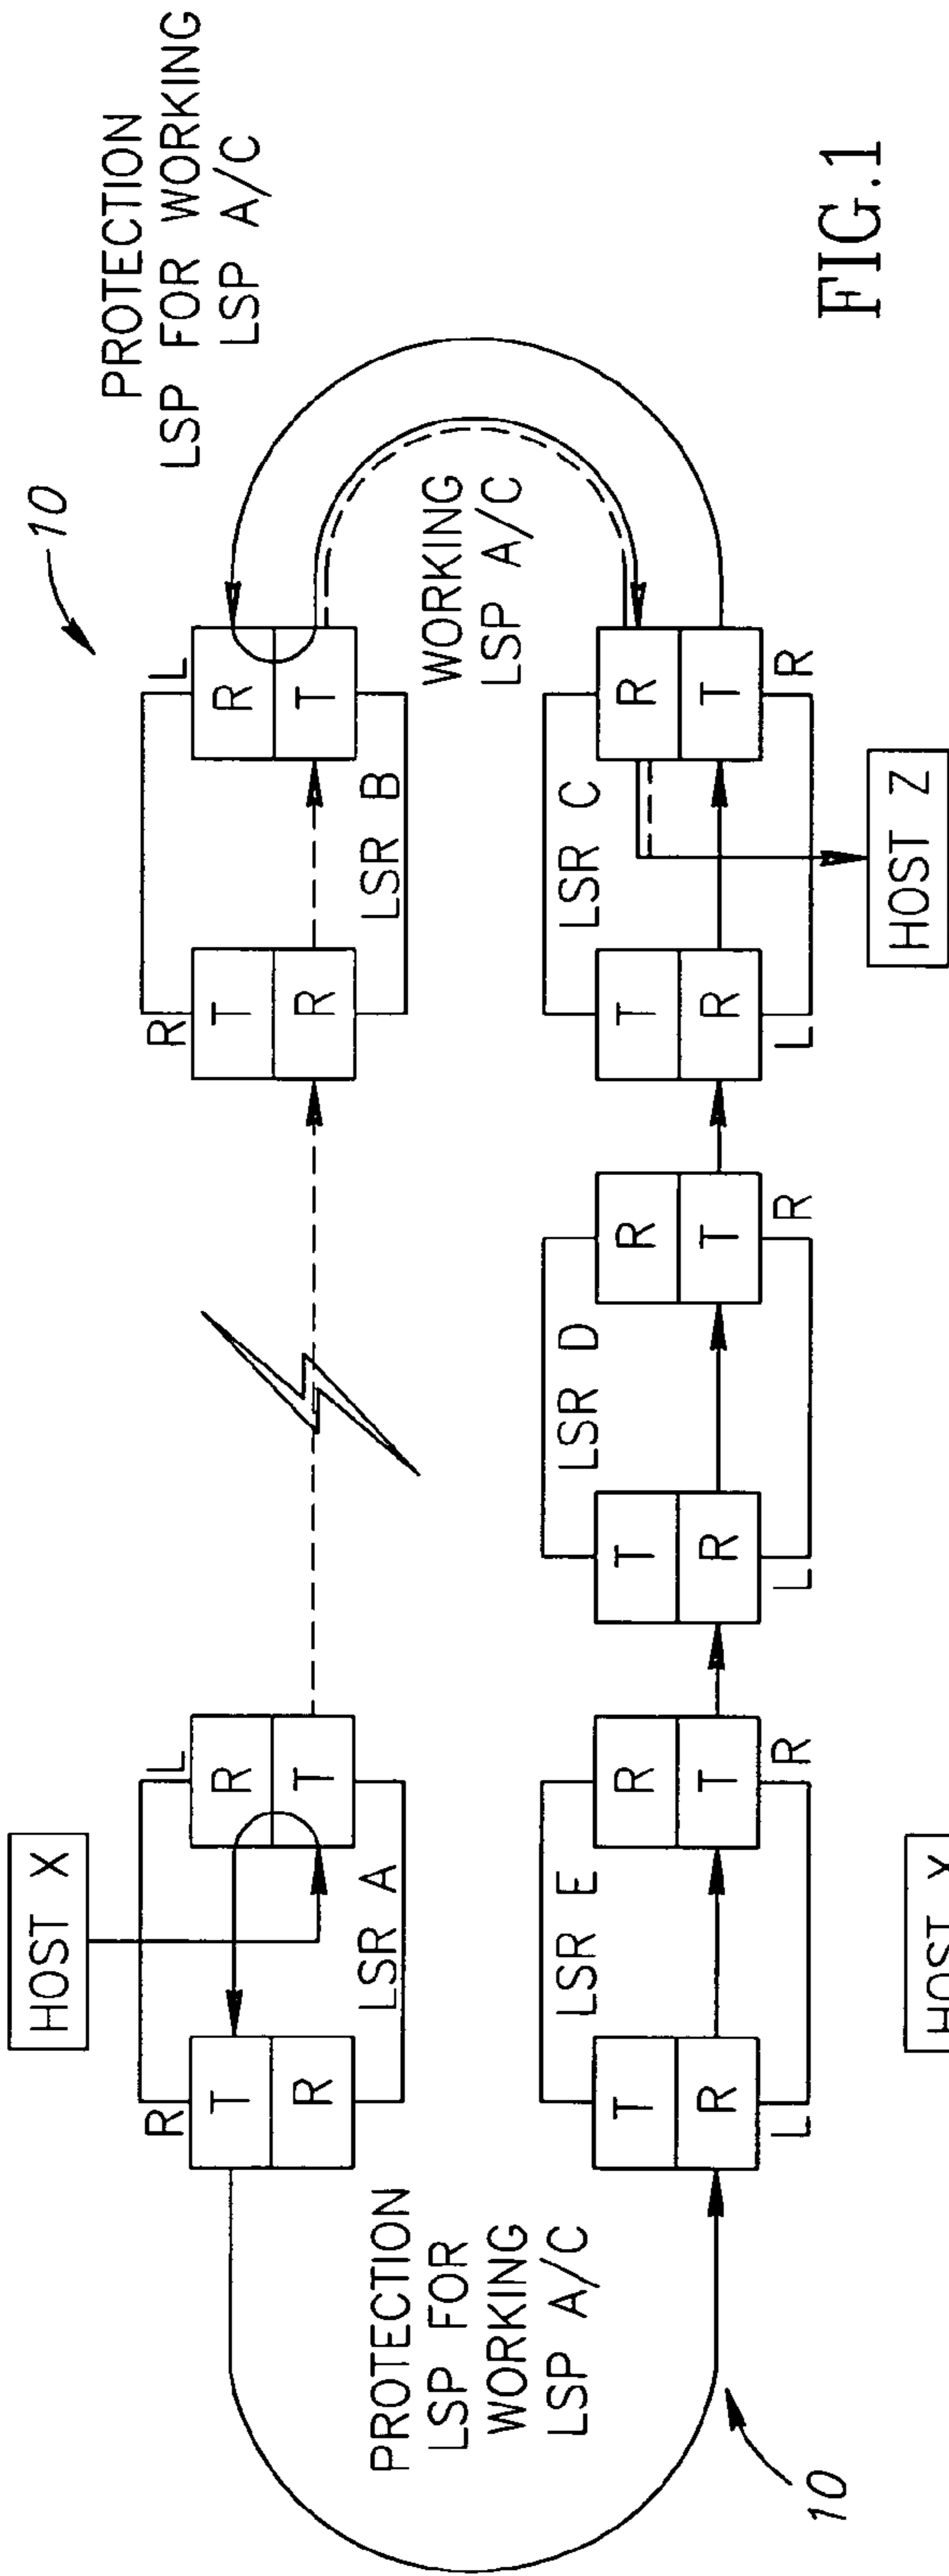 HOST X
PROTECTION
LSP FOR WORKING
LSP A/C
10
R
L
R
L
T
R
T
R
R
T
R
T
LSR A
LSR B
PROTECTION
LSP FOR
WORKING
LSP A/C
WORKING
LSP A/C
LSR E
LSR D
LSR C
T
R
T
R
T
R
R
T
R
T
R
T
L
R
L
R
L
R
10
HOST Z
FIG.1
HOST